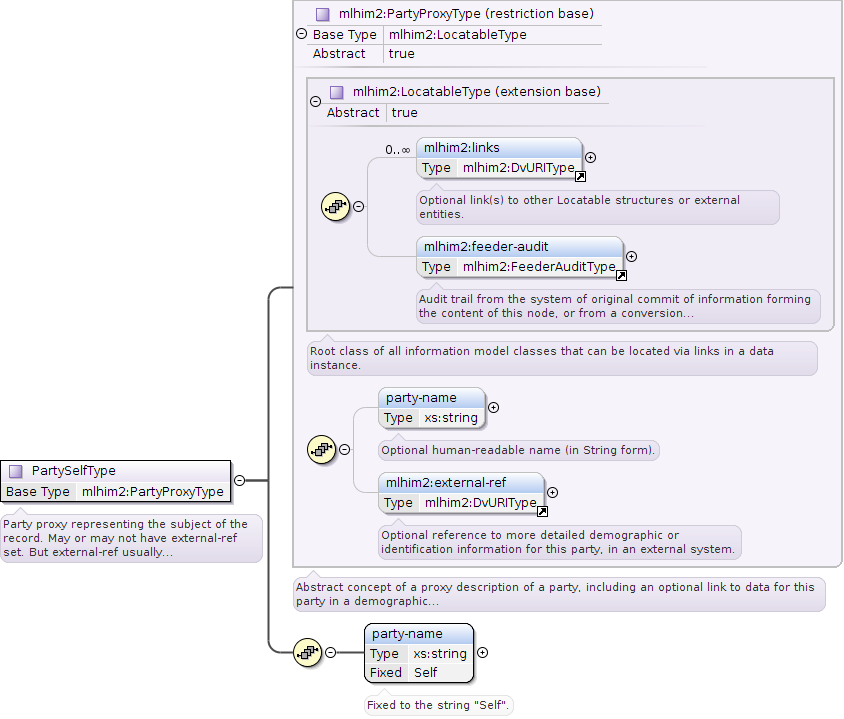 mlhim2:PartyProxyType (restriction base)
Base Type mlhim2:LocatableType
Abstract true
mlhim2:LocatableType (extension base)
Abstract true
0..∞
mlhim2:links
Type mlhim2:DvURIType
Optional link(s) to other Locatable structures or external
entities.
mlhim2:feeder-audit
Type mlhim2:FeederAuditType
Audit trail from the system of original commit of information forming
the content of this node, or from a conversion...
Root class of all information model classes that can be located via links in a data
instance.
party-name
Type xs:string
Optional human-readable name (in String form).
mlhim2:external-ref
Type mlhim2:DvURIType
Optional reference to more detailed demographic or
identification information for this party, in an external system.
PartySelfType
Base Type mlhim2:PartyProxyType
Party proxy representing the subject of the
record. May or may not have external-ref
set. But external-ref usually...
Abstract concept of a proxy description of a party, including an optional link to data for this
party in a demographic...
party-name
Type xs:string
Fixed Self
Fixed to the string "Self".